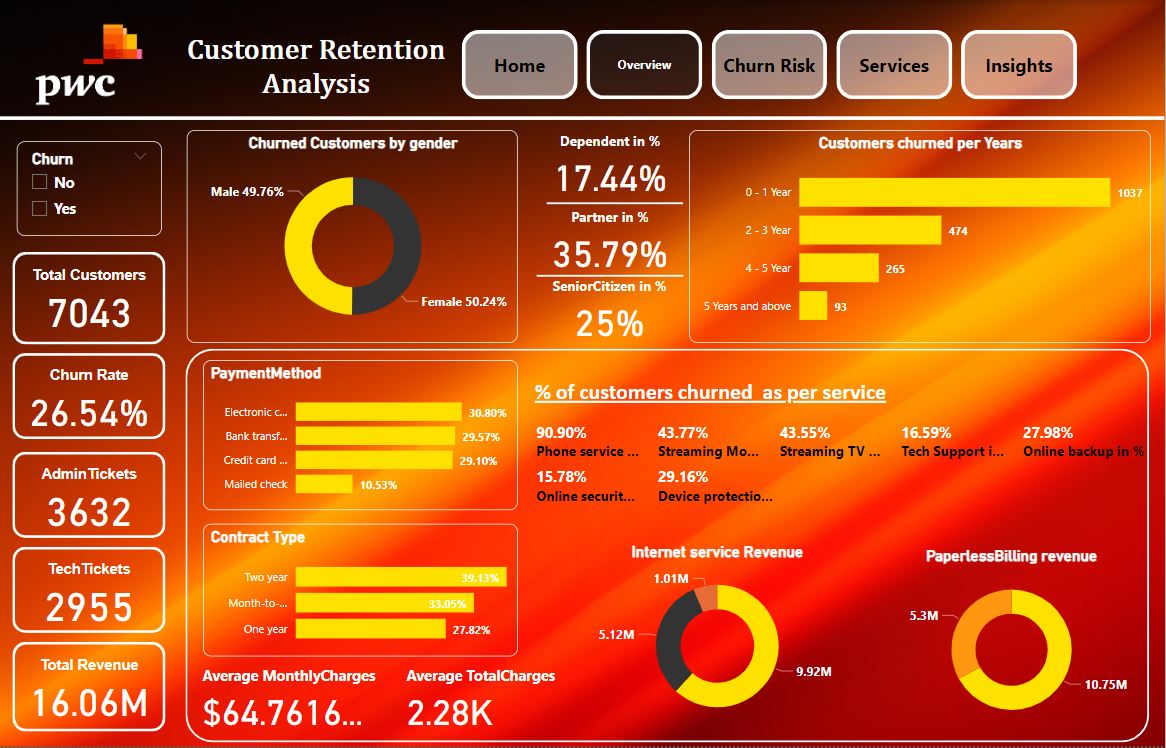 pwc
Customer Retention
Analysis
Home
Overview
Churn Risk
Services
Insights
Churn
No
Yes
Total Customers
7043
Churn Rate
26.54%
AdminTickets
3632
TechTickets
2955
Total Revenue
16.06M
Churned Customers by gender
Male 49.76%
Female 50.24%
Dependent in %
17.44%
Partner in %
35.79%
SeniorCitizen in %
25%
Customers churned per Years
0 - 1 Year 1037
2 - 3 Year 474
4 - 5 Year 265
5 Years and above 93
PaymentMethod
Electronic c... 30.80%
Bank transf... 29.57%
Credit card ... 29.10%
Mailed check 10.53%
Contract Type
Two year 39.13%
Month-to-... 33.05%
One year 27.82%
Average MonthlyCharges
$64.7616...
Average TotalCharges
2.28K
% of customers churned  as per service
90.90%
Phone service ...
43.77%
Streaming Mo...
43.55%
Streaming TV ...
16.59%
Tech Support i...
27.98%
Online backup in %
15.78%
Online securit...
29.16%
Device protectio...
Internet service Revenue
1.01M
5.12M
9.92M
PaperlessBilling revenue
5.3M
10.75M